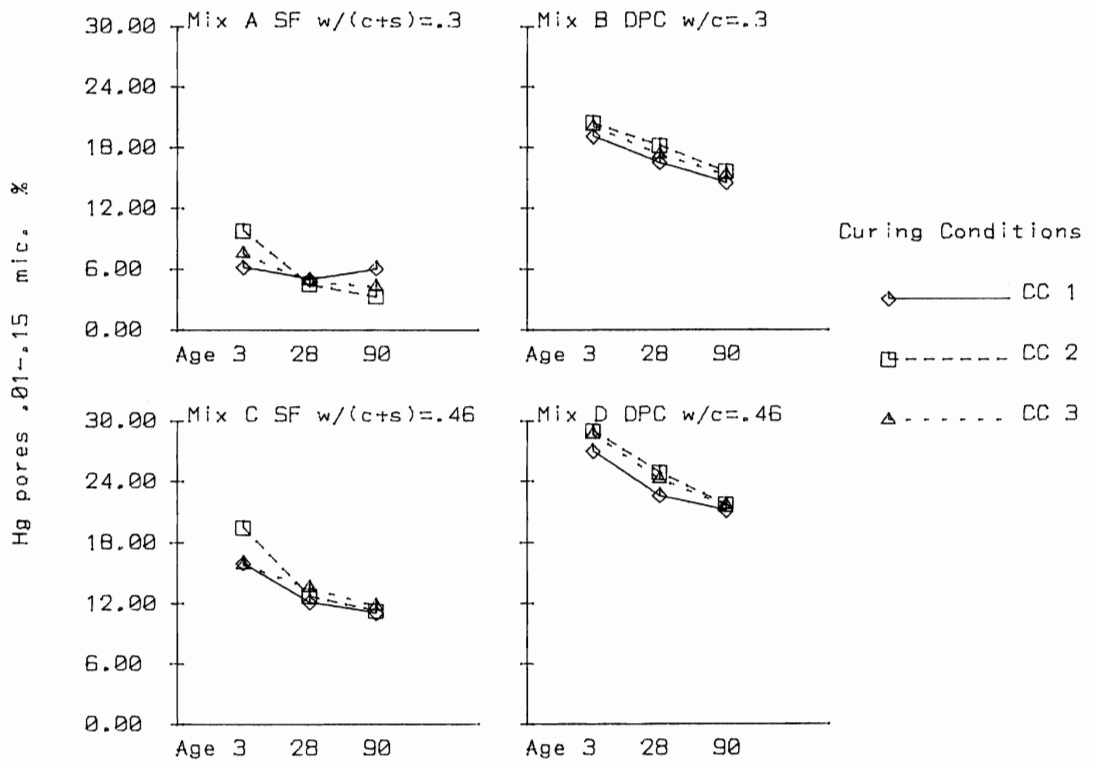 Mix A SF w/(c+s)=.3
30.00
24.00
18.00
12.00
6.00
0.00
Age 3 28 90
Mix B DPC w/c=.3
Age 3 28 90
Hg pores .01-.15 mic. %
Mix C SF w/(c+s)=.46
30.00
24.00
18.00
12.00
6.00
0.00
Age 3 28 90
Mix D DPC w/c=.46
Age 3 28 90
Curing Conditions
CC 1
CC 2
CC 3